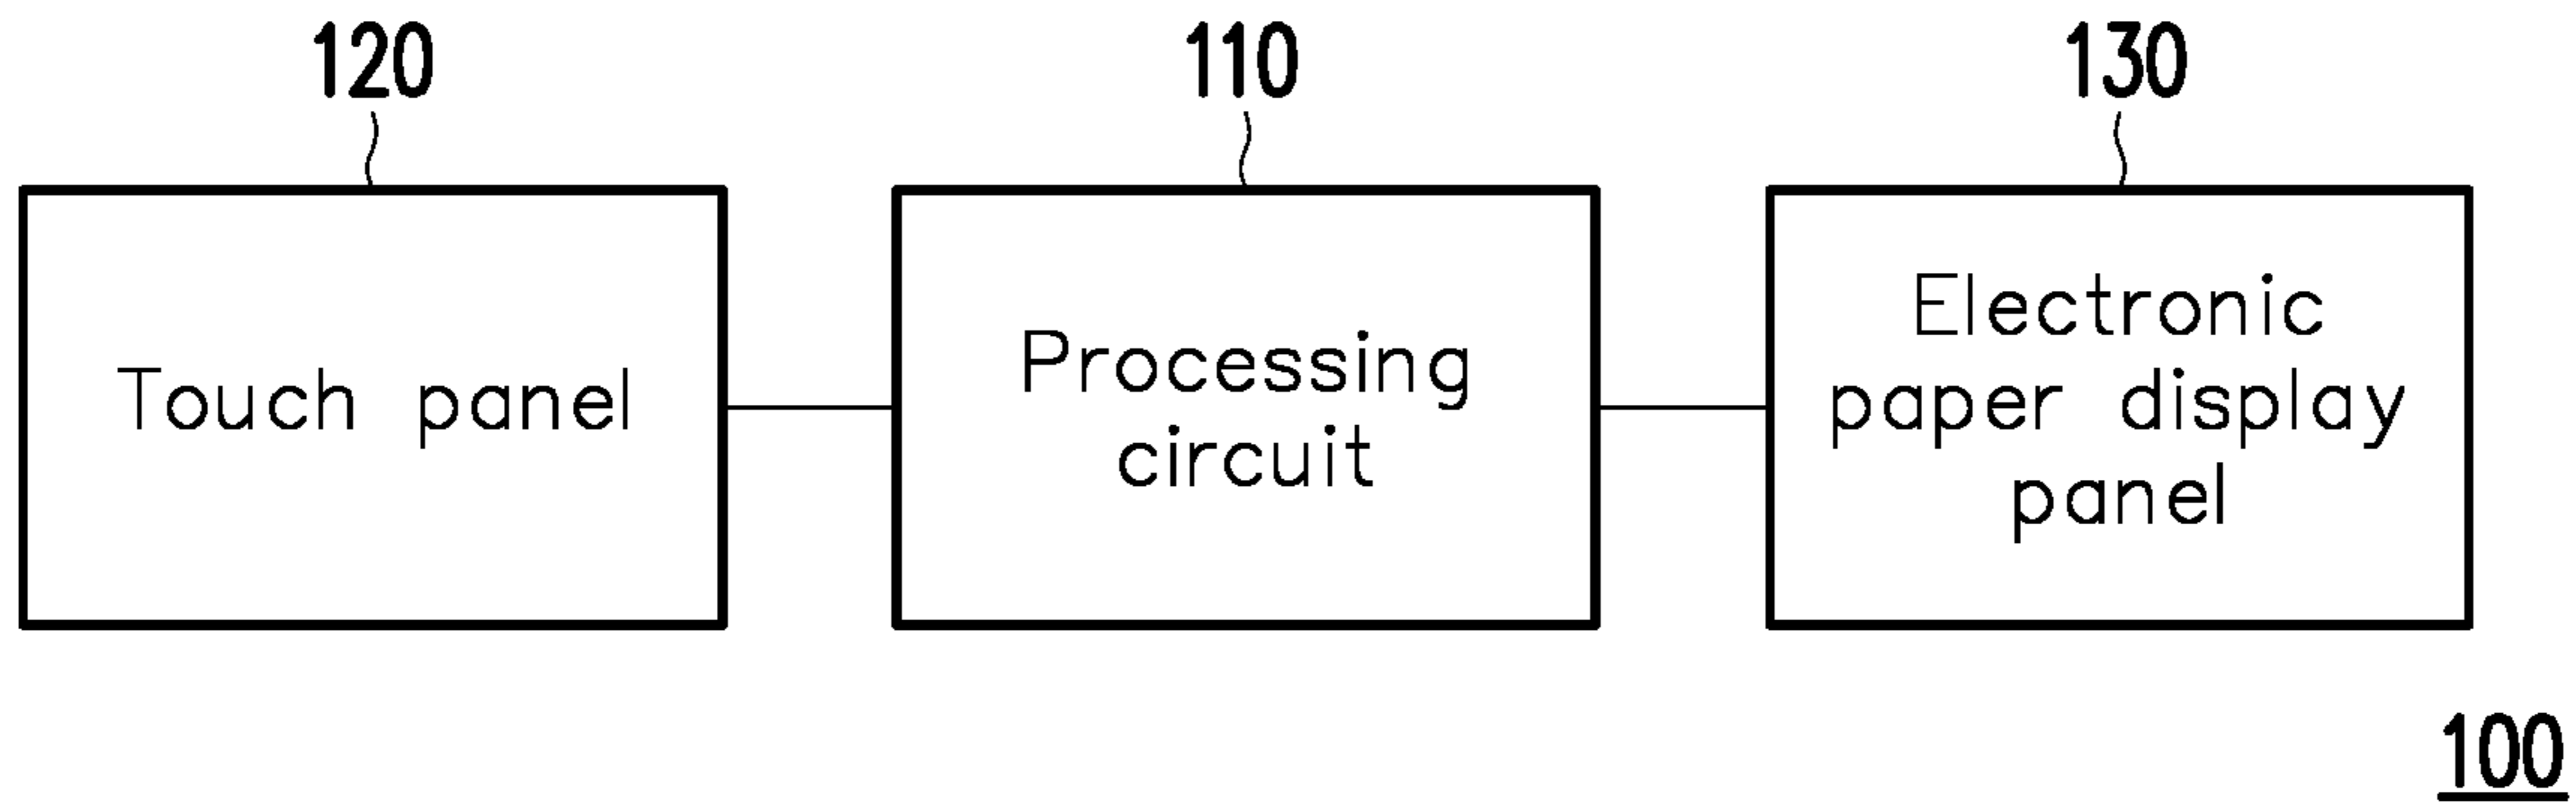 120
110
130
Touch panel
Processing
circuit
Electronic
paper display
panel
100